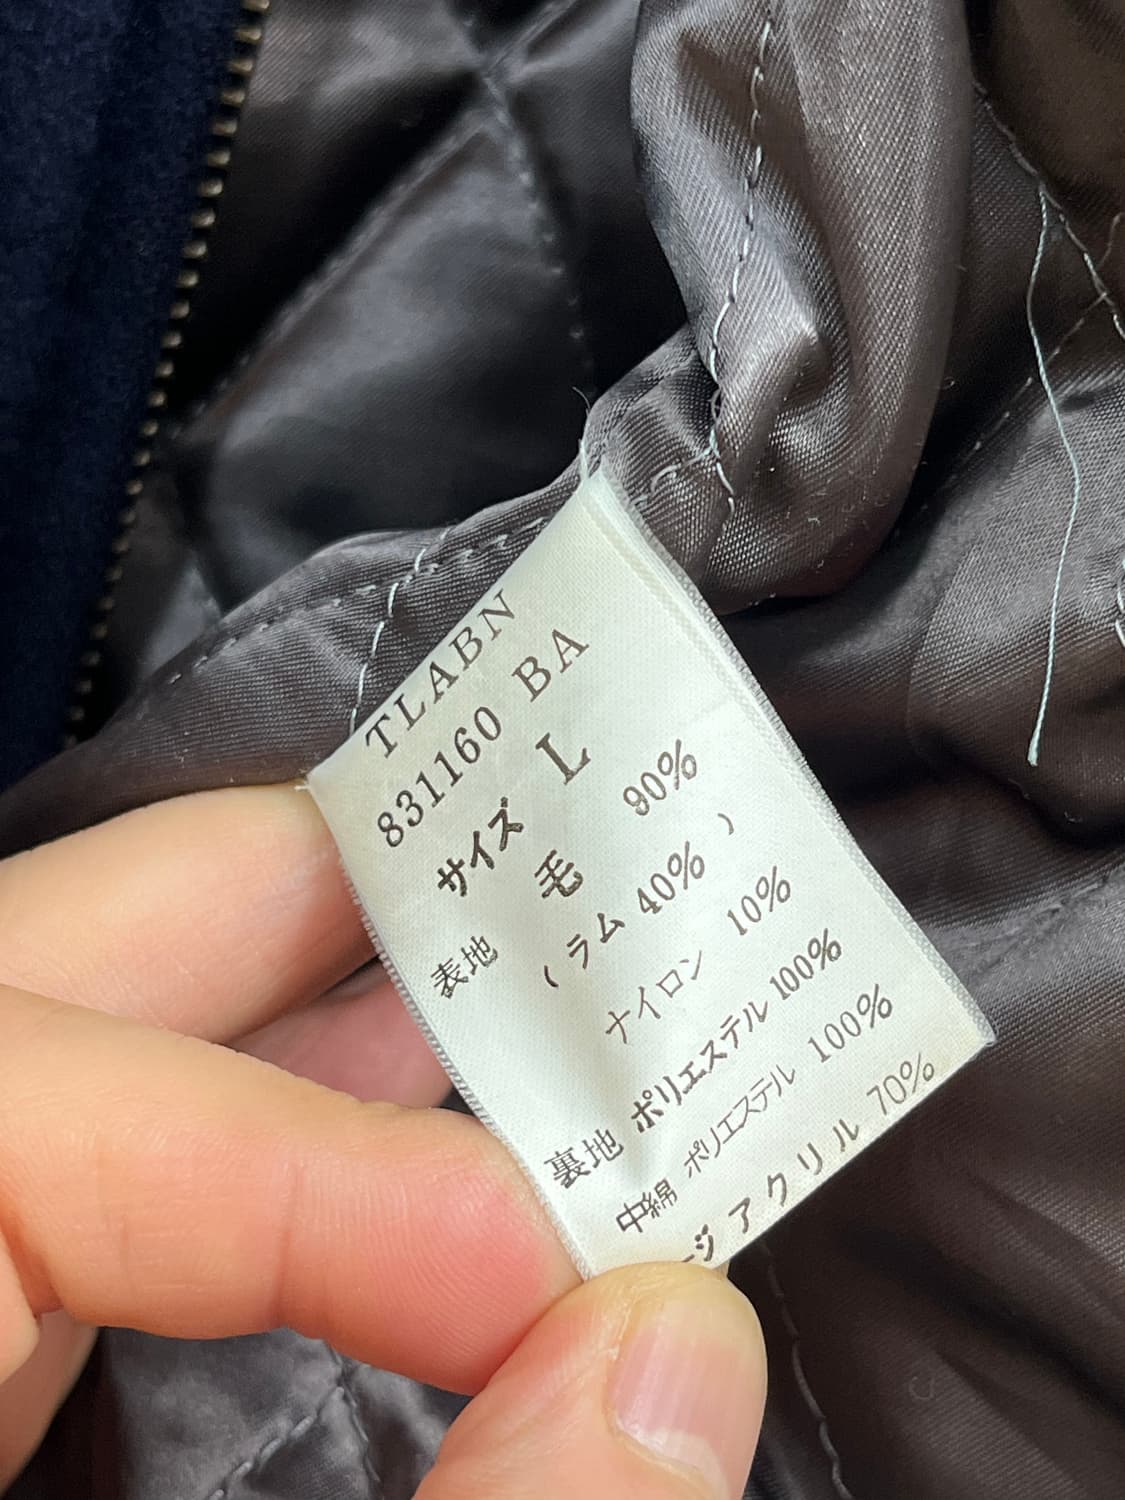 TLABN
831160 BA
サイズ L
表地 毛 90%
(ラム 40% )
ナイロン 10%
裏地 ポリエステル 100%
中綿 ポリエステル 100%
アクリル 70%